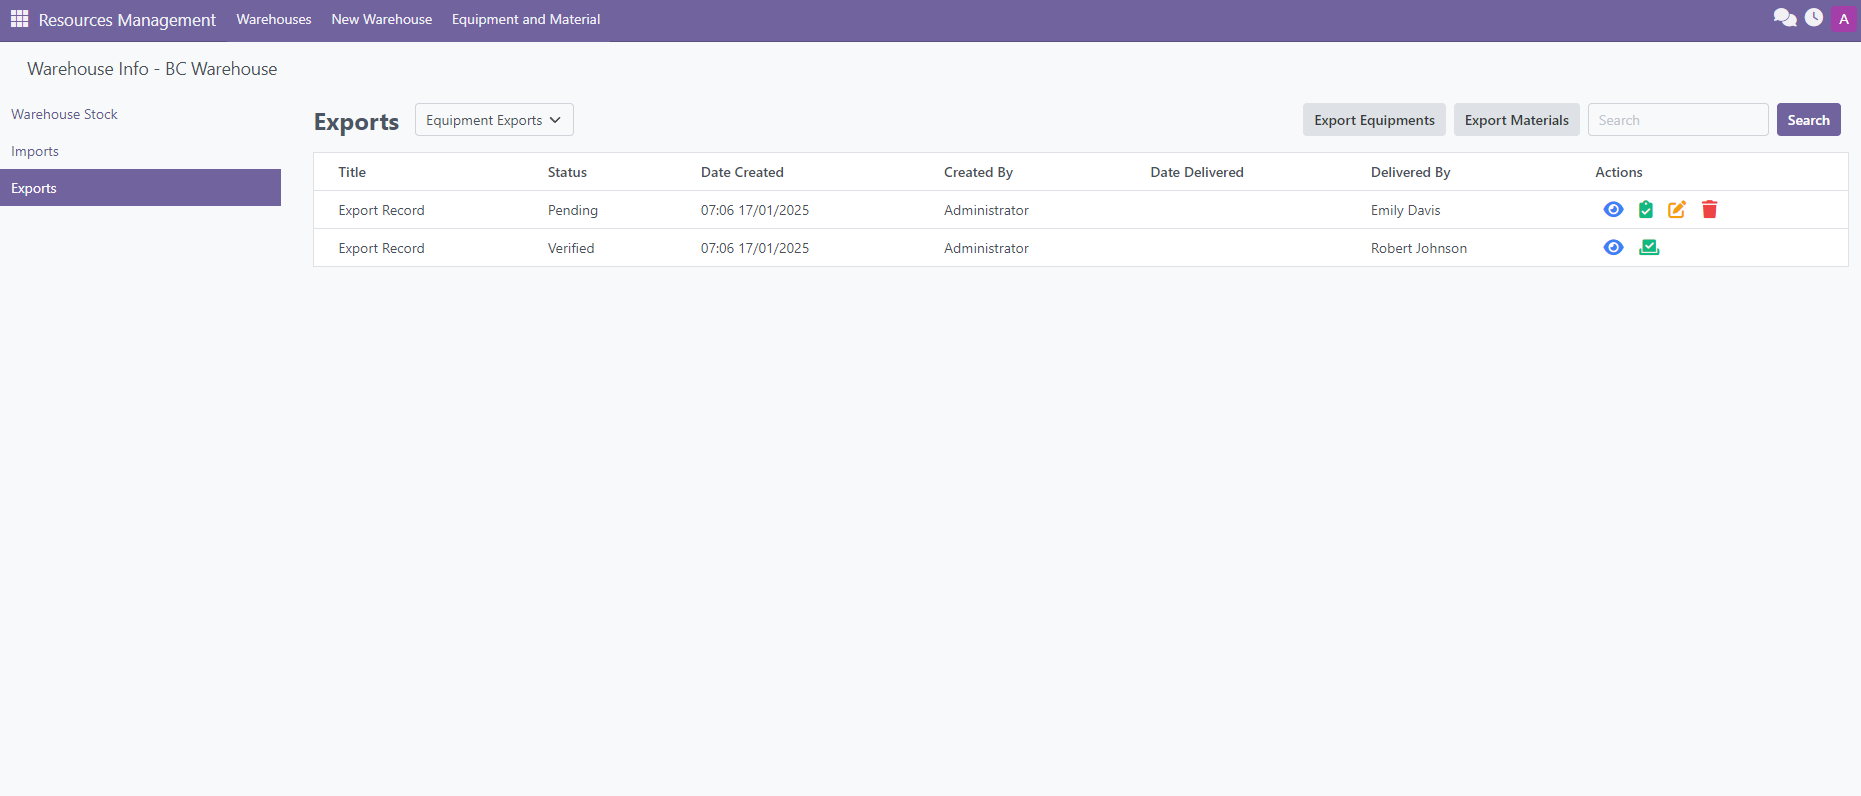 Resources Management Warehouses New Warehouse Equipment and Material A
Warehouse Info - BC Warehouse
Warehouse Stock
Imports
Exports
Exports Equipment Exports Export Equipments Export Materials Search Search
Title Status Date Created Created By Date Delivered Delivered By Actions
Export Record Pending 07:06 17/01/2025 Administrator Emily Davis
Export Record Verified 07:06 17/01/2025 Administrator Robert Johnson